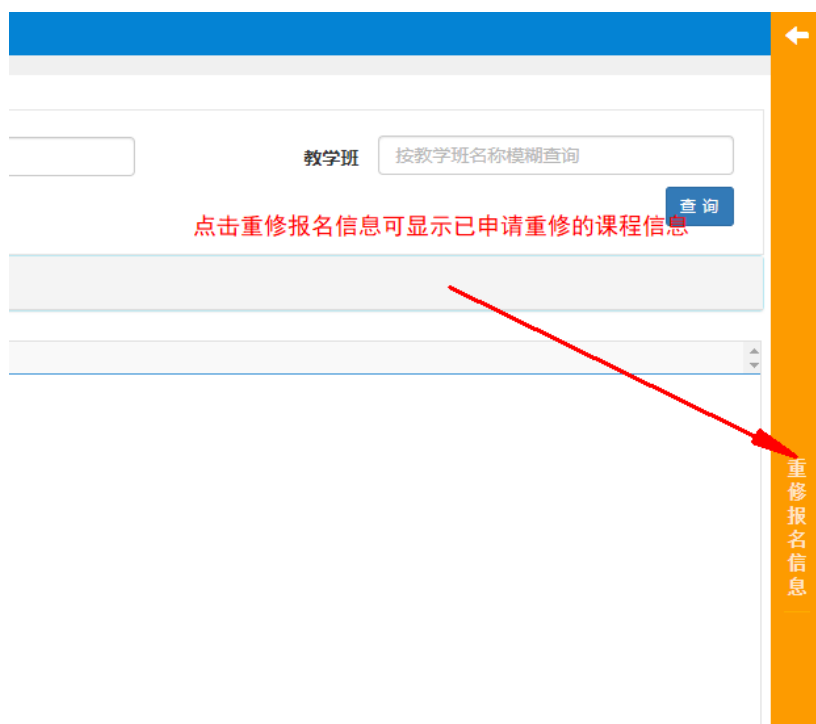 教学班 按教学班名称模糊查询
查 询
点击重修报名信息可显示已申请重修的课程信息
重修报名信息